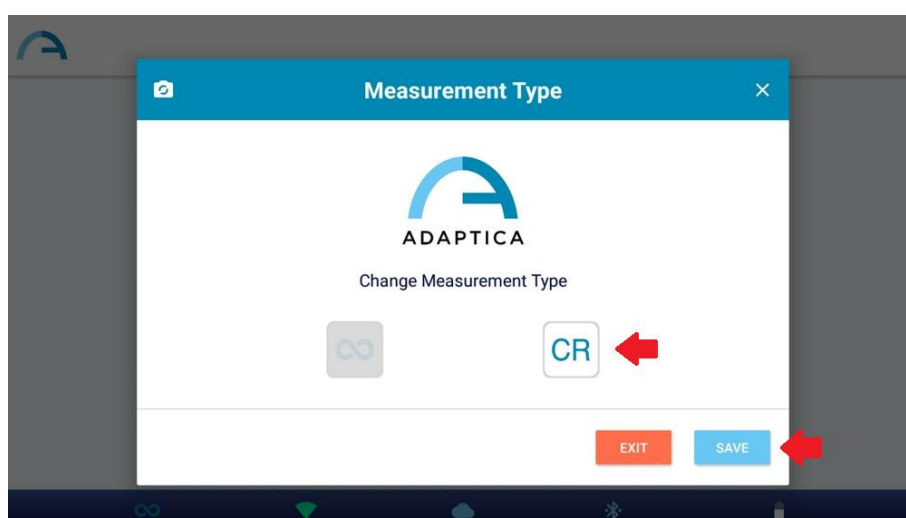 Measurement Type
ADAPTICA
Change Measurement Type
∞ CR
EXIT SAVE